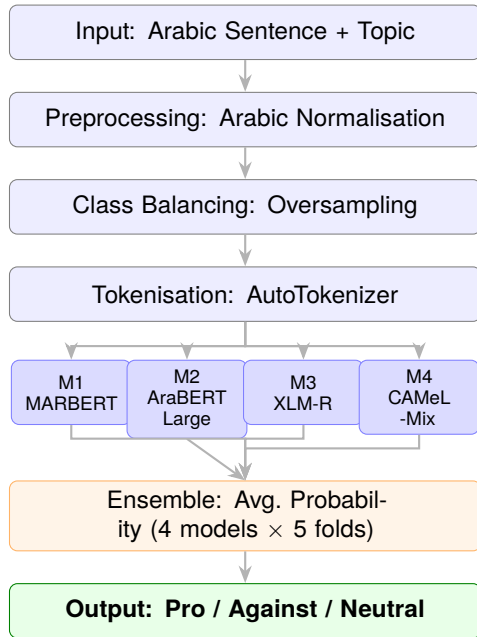 Input: Arabic Sentence + Topic
Preprocessing: Arabic Normalisation
Class Balancing: Oversampling
Tokenisation: AutoTokenizer
M1
MARBERT
M2
AraBERT
Large
M3
XLM-R
M4
CAMeL
-Mix
Ensemble: Avg. Probabil-
ity (4 models × 5 folds)
Output: Pro / Against / Neutral